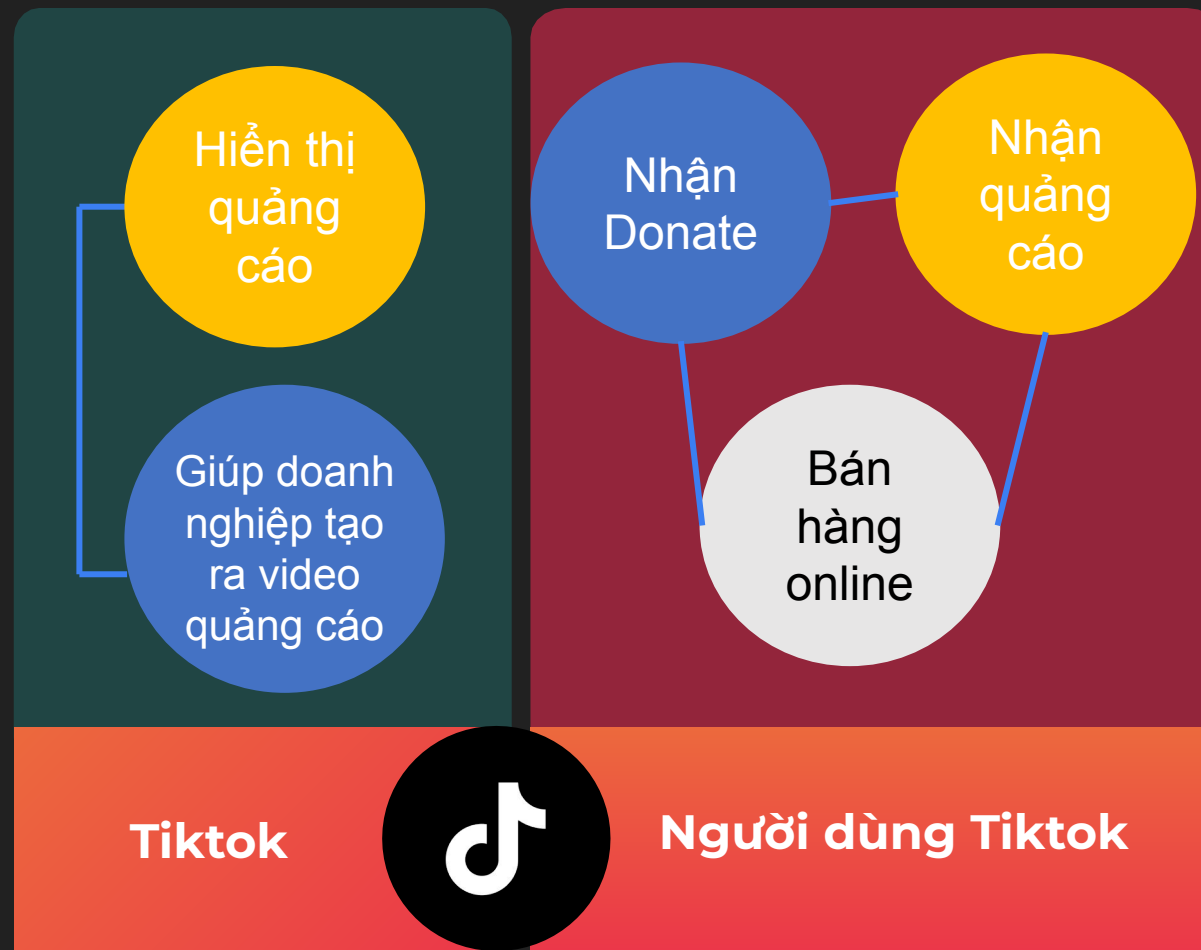 Hiển thị
quảng
cáo
Giúp doanh
nghiệp tạo
ra video
quảng cáo
Nhận
Donate
Nhận
quảng
cáo
Bán
hàng
online
Tiktok
Người dùng Tiktok